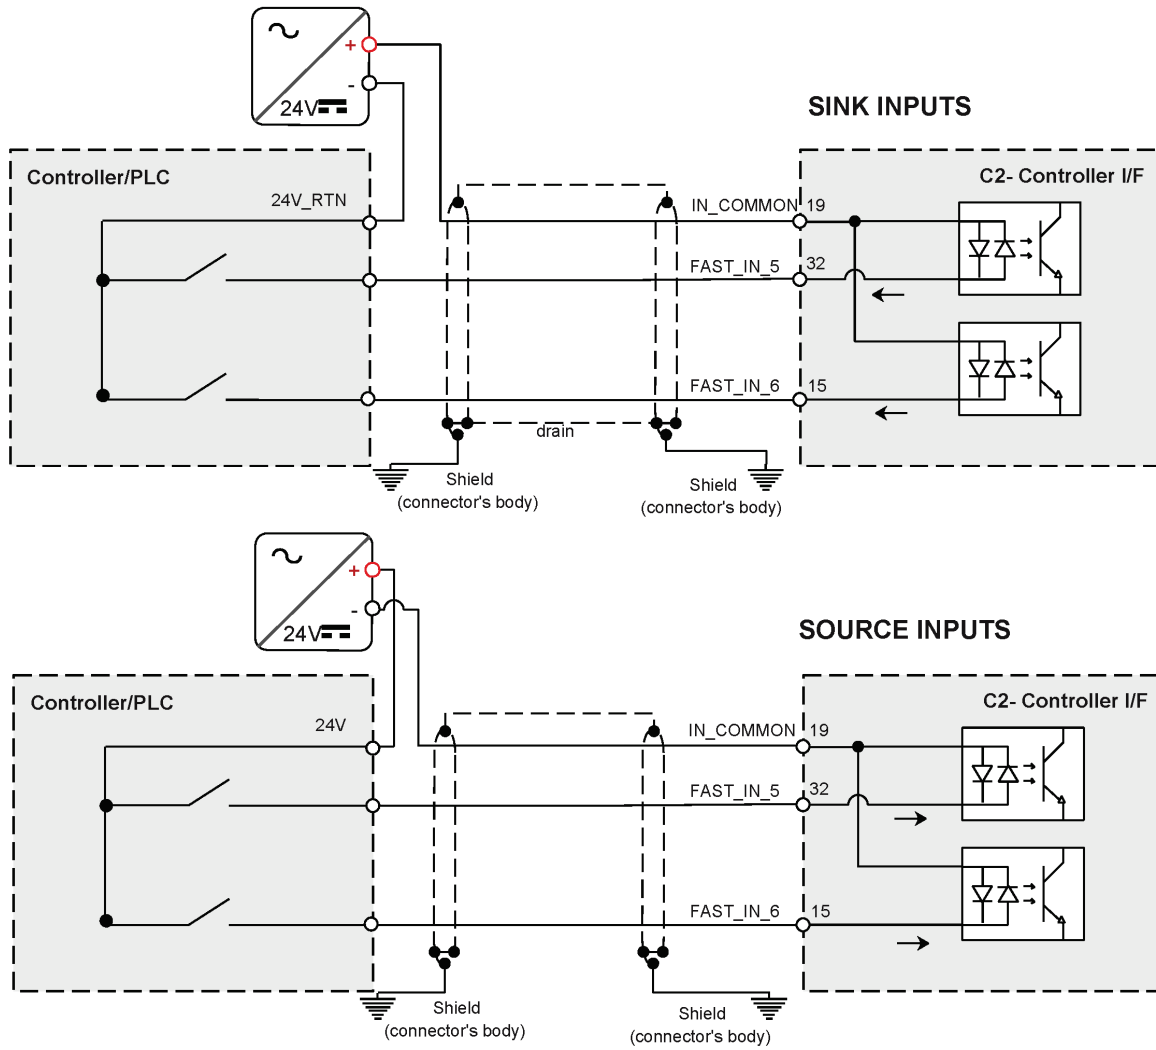 +
-
24V
SINK INPUTS
Controller/PLC
C2- Controller I/F
24V_RTN
IN_COMMON 19
FAST_IN_5 32
FAST_IN_6 15
drain
Shield
(connector's body)
Shield
(connector's body)
+
-
24V
SOURCE INPUTS
Controller/PLC
C2- Controller I/F
24V
IN_COMMON 19
FAST_IN_5 32
FAST_IN_6 15
Shield
(connector's body)
Shield
(connector's body)